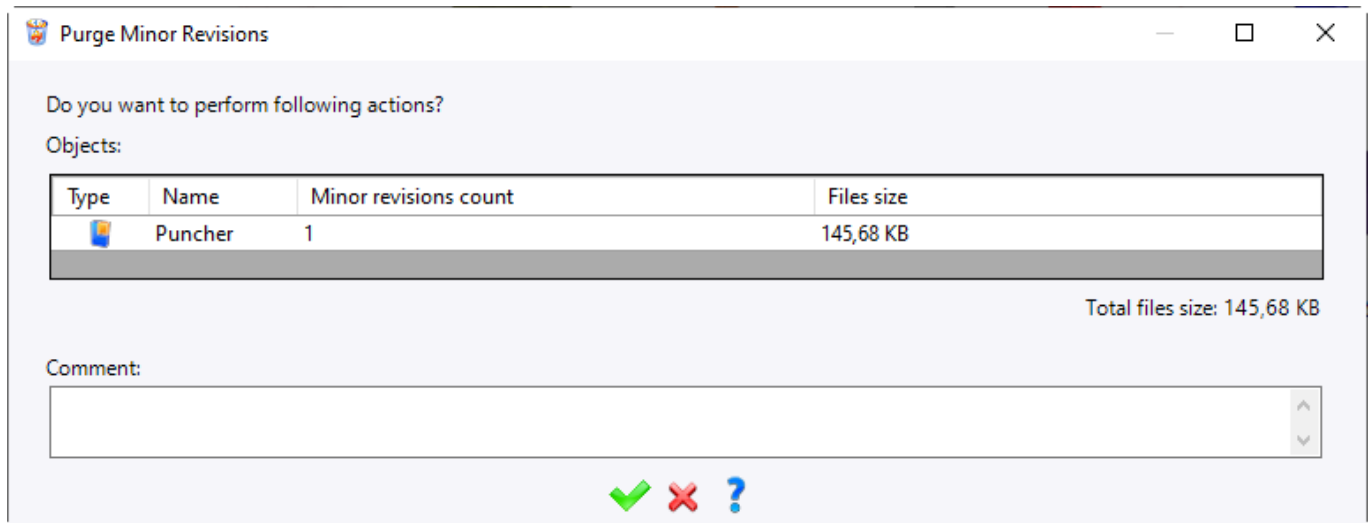 Purge Minor Revisions
Do you want to perform following actions?
Objects:
Type Name Minor revisions count Files size
Puncher 1 145,68 KB
Total files size: 145,68 KB
Comment: